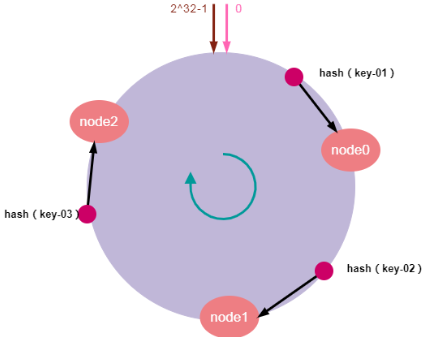 2^32-1 0
hash ( key-01 )
node2
node0
hash ( key-03 )
hash ( key-02 )
node1